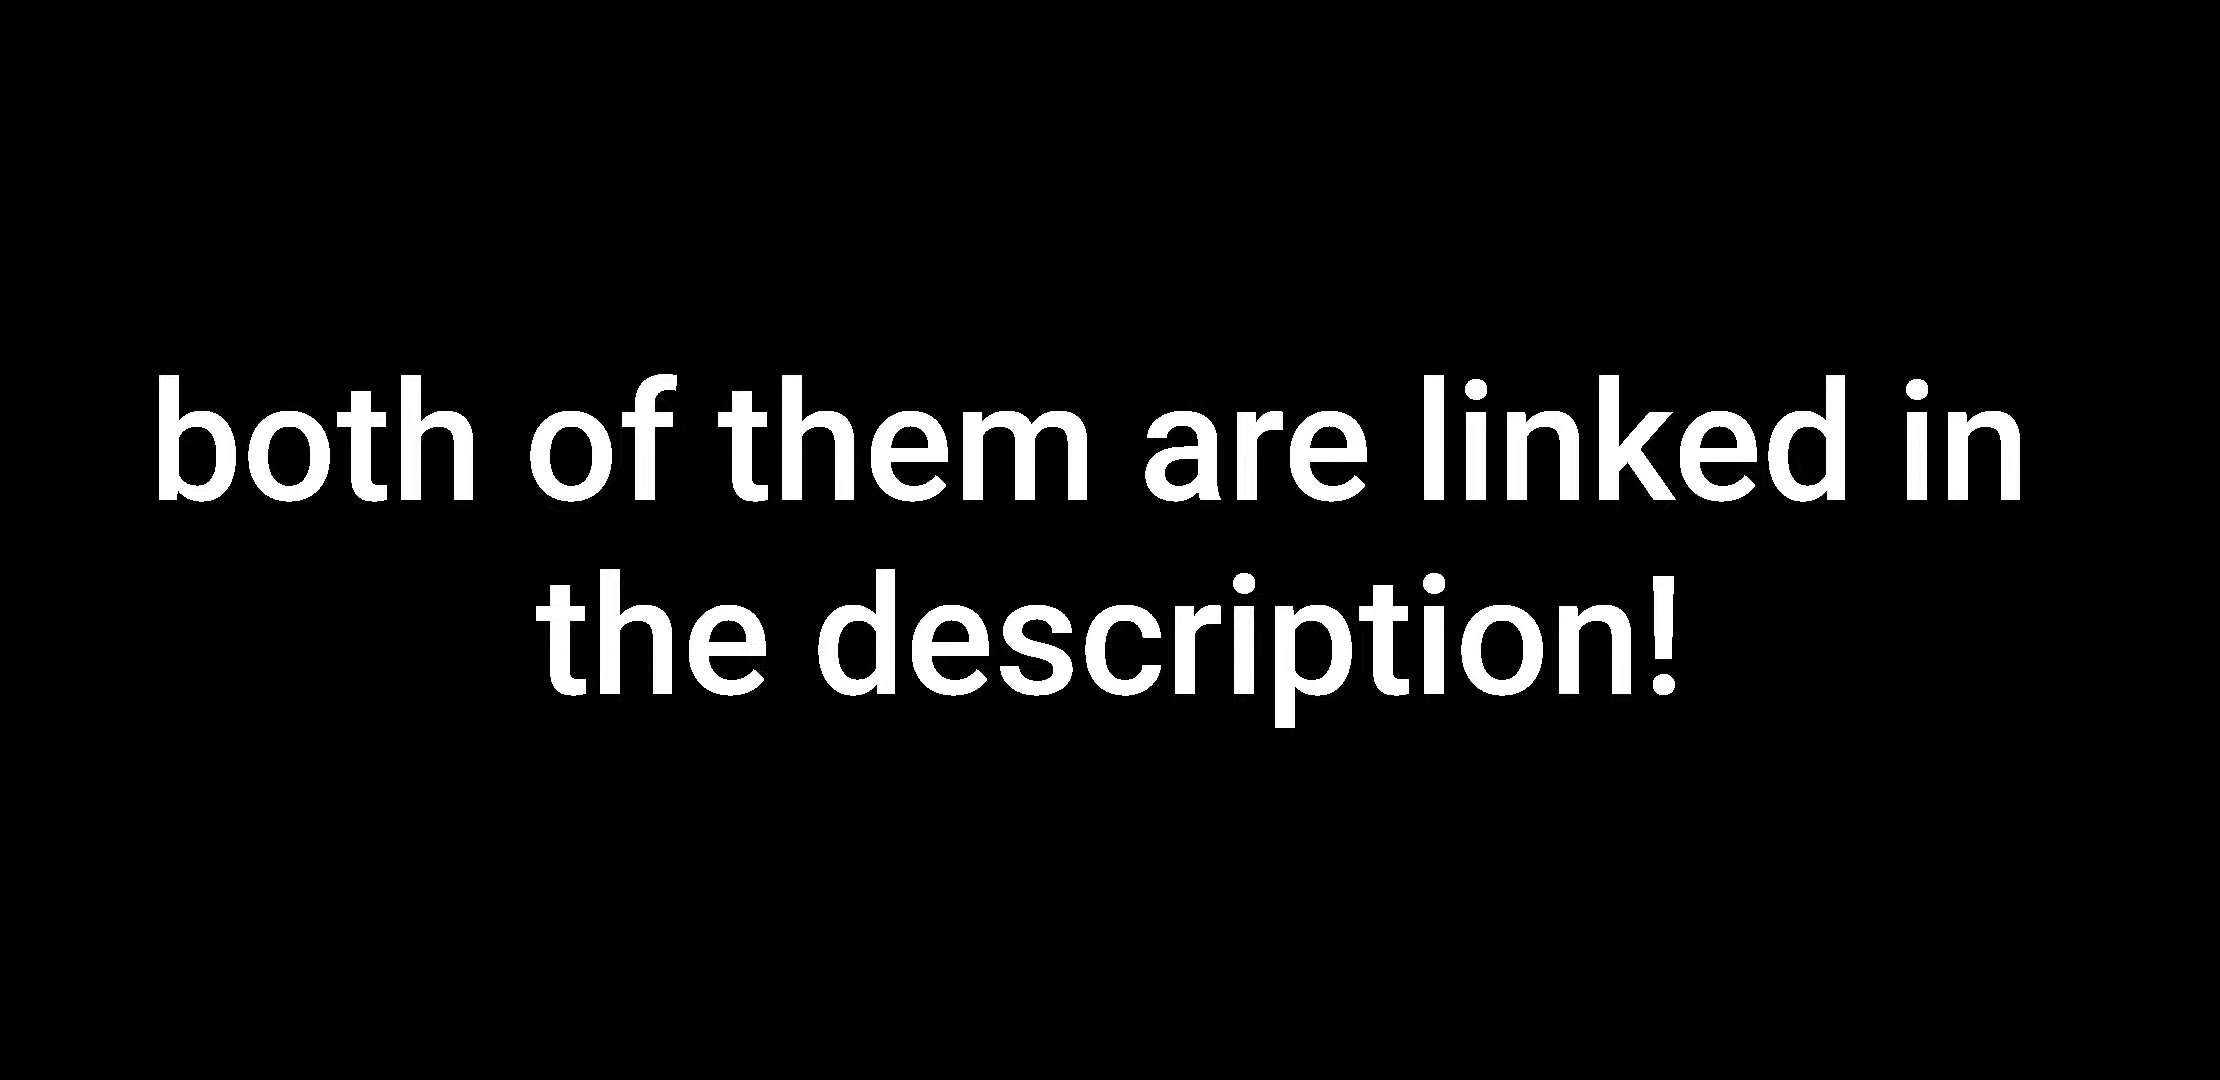 both of them are linked in
the description!